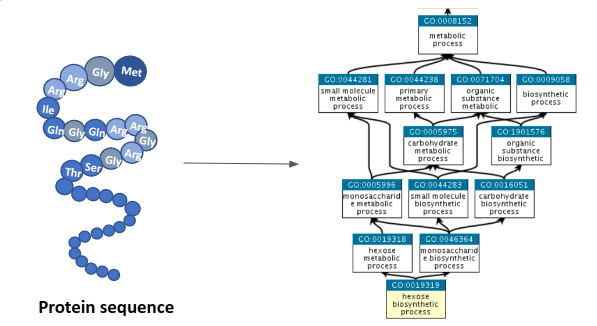 Met
Gly
Arg
Arg
Ile
Gln
Gly
Gln
Arg
Arg
Gly
Arg
Gly
Ser
Thr
Protein sequence
GO:0008152
metabolic
process
GO:0044281
small molecule
metabolic
process
GO:0044238
primary
metabolic
process
GO:0071704
organic
substance
metabolic
GO:0009058
biosynthetic
process
GO:0005975
carbohydrate
metabolic
process
GO:1901576
organic
substance
biosynthetic
GO:0005996
monosaccharid
e metabolic
process
GO:0044283
small molecule
biosynthetic
process
GO:0016051
carbohydrate
biosynthetic
process
GO:0019318
hexose
metabolic
process
GO:0046364
monosaccharid
e biosynthetic
process
GO:0019319
hexose
biosynthetic
process